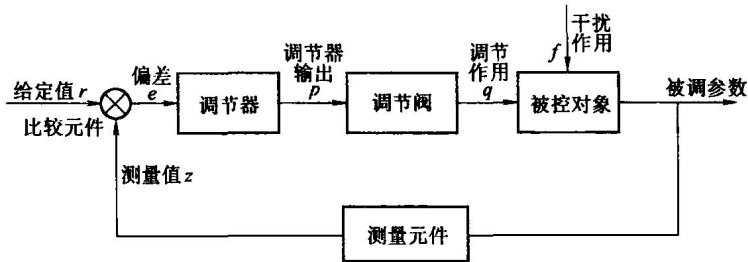 干扰
作用
f
调节器
输出
p
调节
作用
q
偏差
e
给定值 r
调节器
调节阀
被控对象
被调参数
比较元件
测量值 z
测量元件